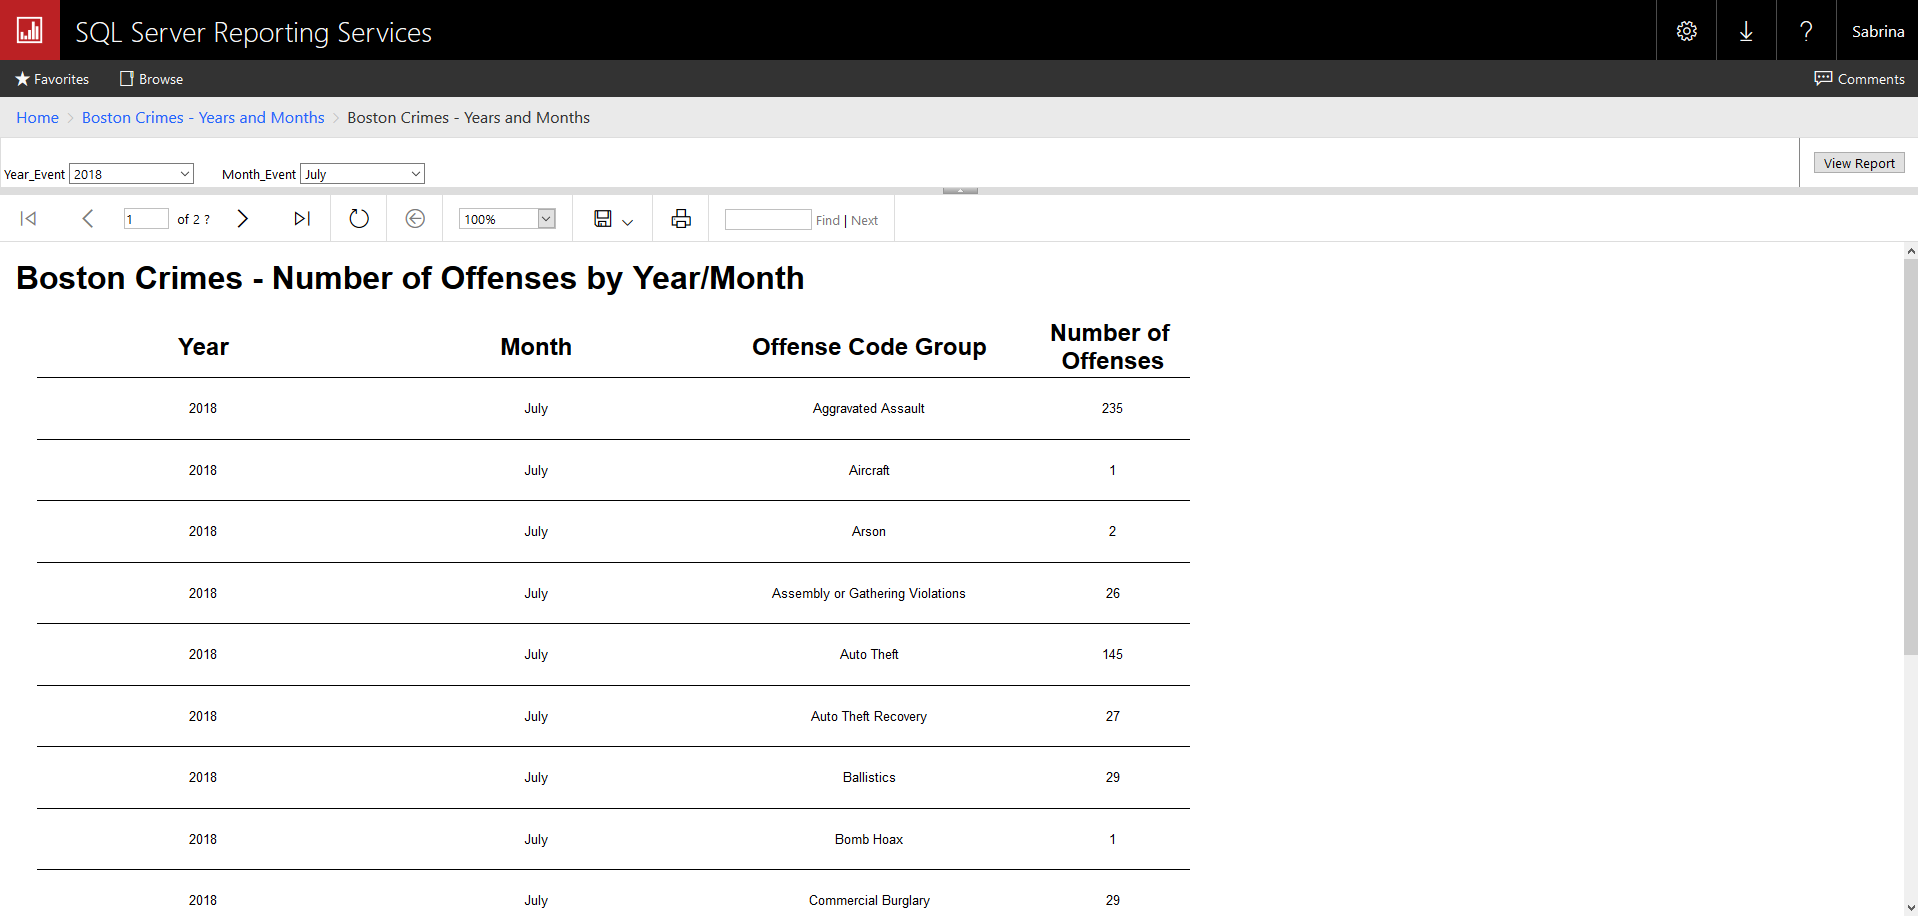 SQL Server Reporting Services
?
Sabrina
Favorites
Browse
Comments
Home > Boston Crimes - Years and Months > Boston Crimes - Years and Months
Year_Event 2018 Month_Event July View Report
1 of 2 ? 100% Find | Next
Boston Crimes - Number of Offenses by Year/Month
Year Month Offense Code Group Number of Offenses
2018 July Aggravated Assault 235
2018 July Aircraft 1
2018 July Arson 2
2018 July Assembly or Gathering Violations 26
2018 July Auto Theft 145
2018 July Auto Theft Recovery 27
2018 July Ballistics 29
2018 July Bomb Hoax 1
2018 July Commercial Burglary 29